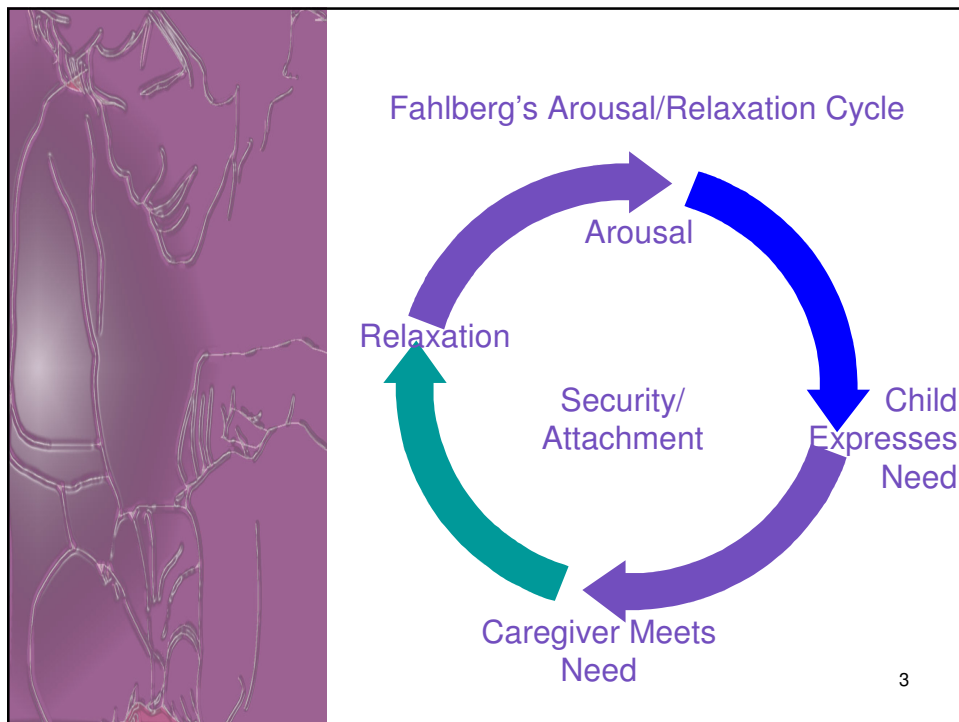 Fahlberg's Arousal/Relaxation Cycle
Arousal
Relaxation
Security/
Attachment
Child
Expresses
Need
Caregiver Meets
Need
3